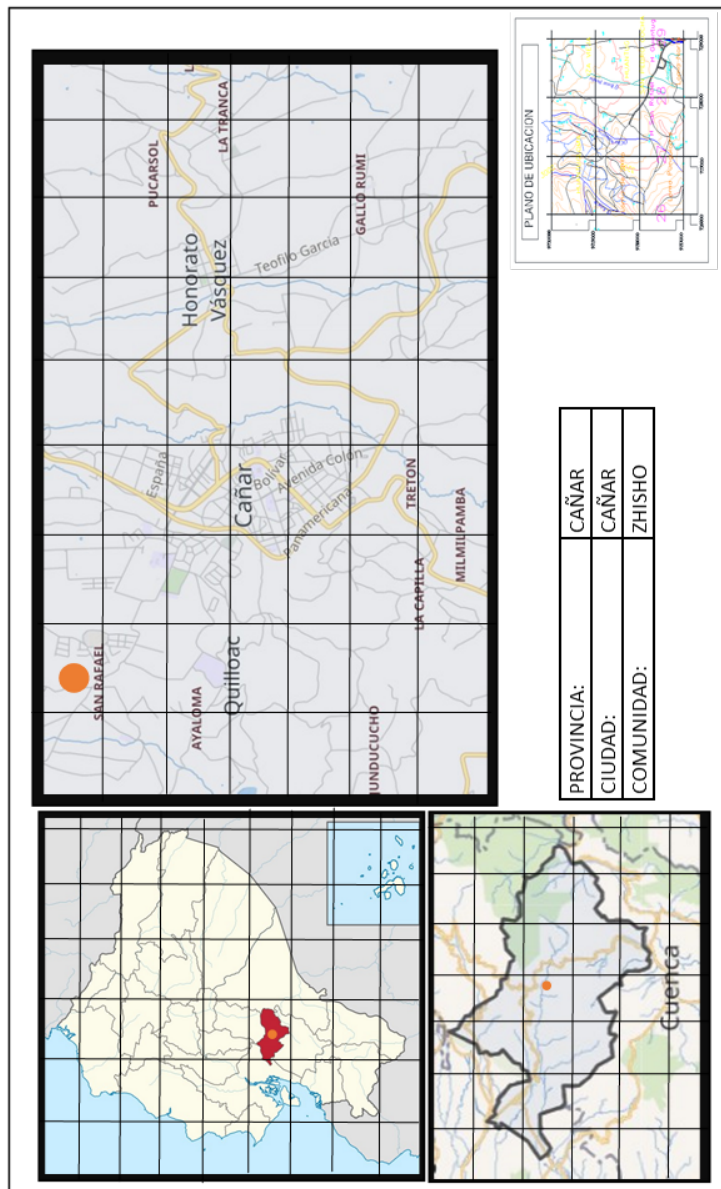 PLANO DE UBICACION
LA TRANCA
PUCARSOL
GALLO RUMI
Honorato
Vásquez
Teofilo García
España
Bolívar
Avenida Colón
Cañar
Panamericana
TRETON
MILMILPAMBA
LA CAPILLA
SAN RAFAEL
Quilloac
AYALOMA
JUNDUCUCHO
PROVINCIA: CAÑAR
CIUDAD: CAÑAR
COMUNIDAD: ZHISHO
Cuenca